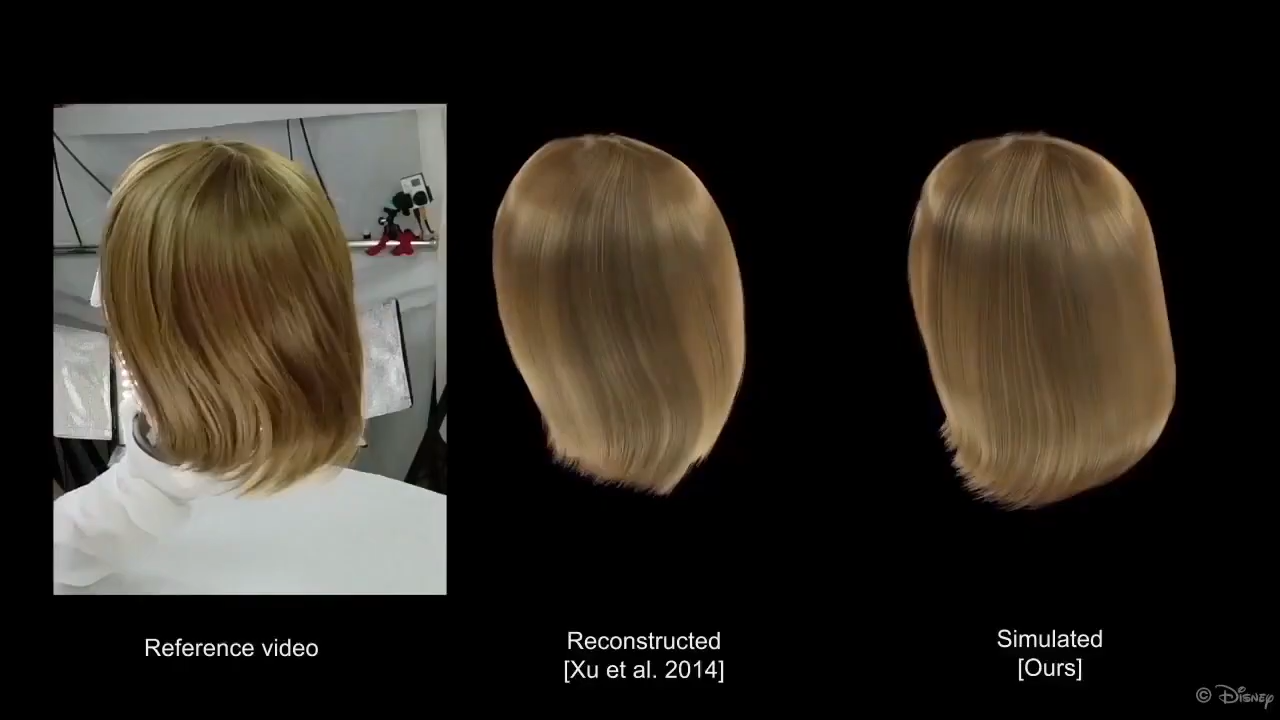 Reference video
Reconstructed
[Xu et al. 2014]
Simulated
[Ours]
© Disney